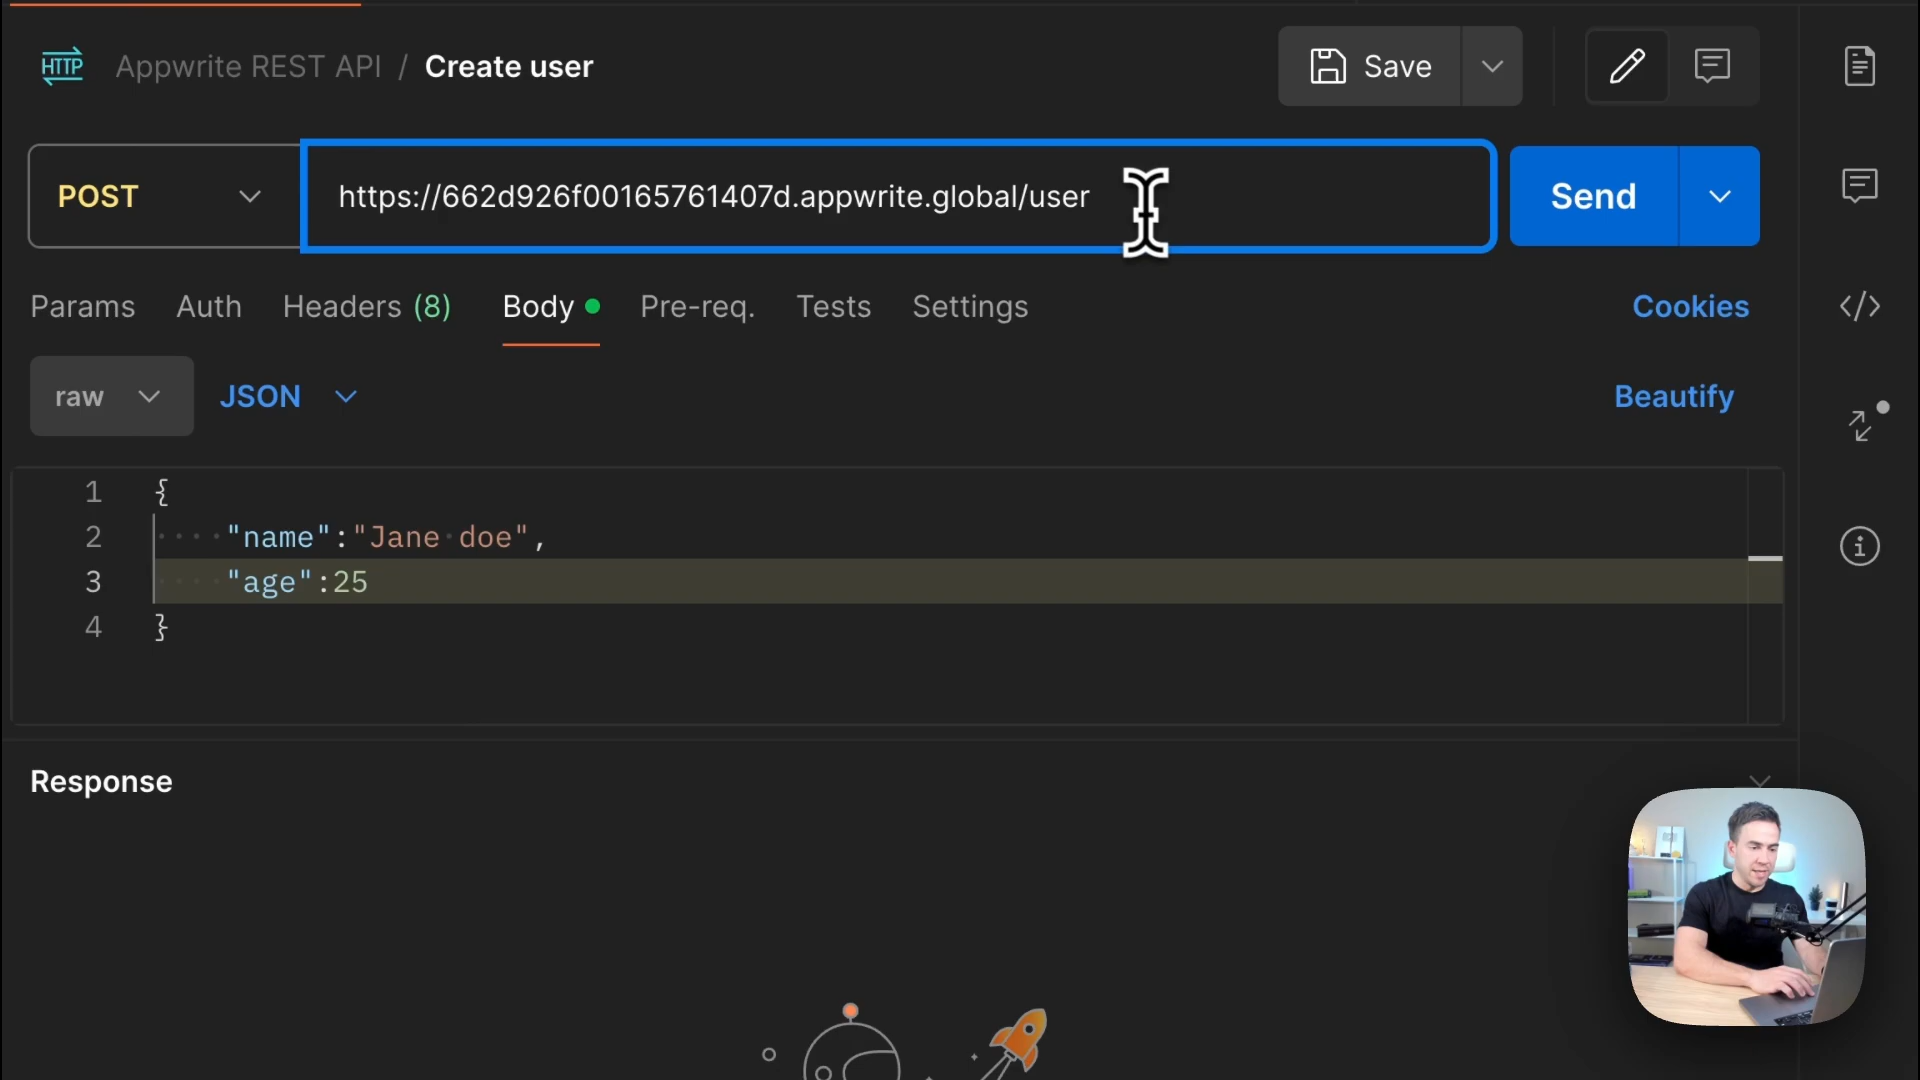 HTTP Appwrite REST API / Create user Save
POST https://662d926f00165761407d.appwrite.global/user Send
Params Auth Headers (8) Body Pre-req. Tests Settings Cookies
raw JSON Beautify
1 {
2 "name":"Jane doe",
3 "age":25
4 }
Response